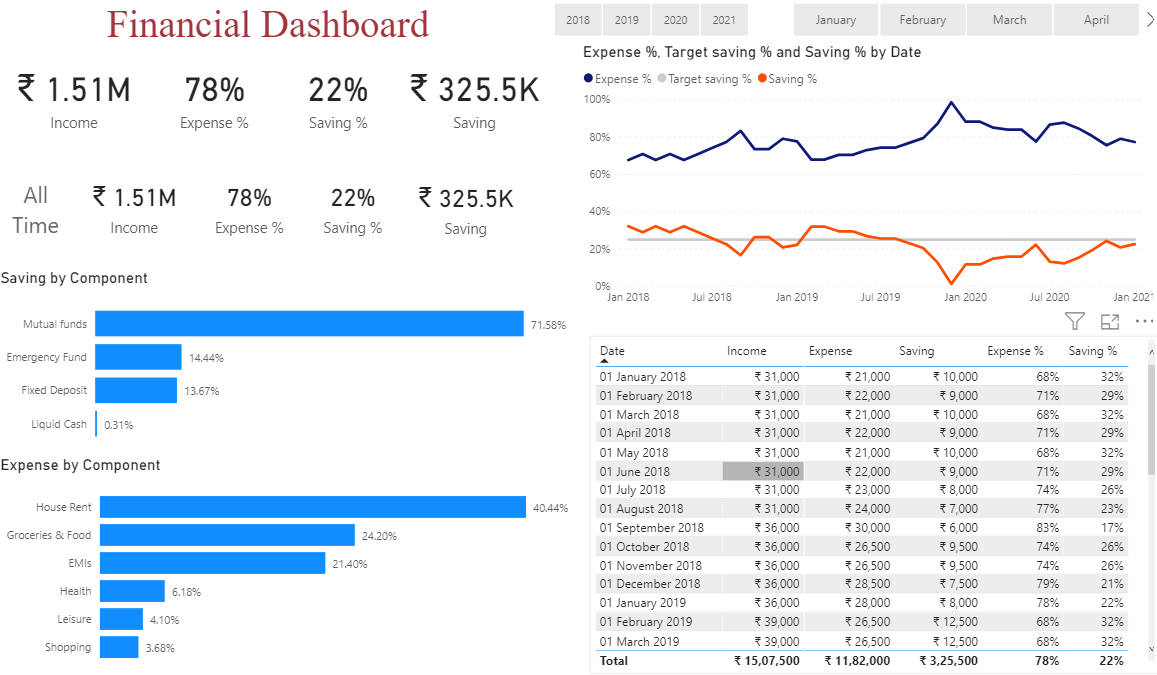 Financial Dashboard
₹ 1.51M 78% 22% ₹ 325.5K
Income Expense % Saving % Saving
All Time
₹ 1.51M 78% 22% ₹ 325.5K
Income Expense % Saving % Saving
Saving by Component
Mutual funds 71.58%
Emergency Fund 14.44%
Fixed Deposit 13.67%
Liquid Cash 0.31%
Expense by Component
House Rent 40.44%
Groceries & Food 24.20%
EMIs 21.40%
Health 6.18%
Leisure 4.10%
Shopping 3.68%
2018 2019 2020 2021 January February March April
Expense %, Target saving % and Saving % by Date
Expense % Target saving % Saving %
100%
80%
60%
40%
20%
0%
Jan 2018 Jul 2018 Jan 2019 Jul 2019 Jan 2020 Jul 2020 Jan 2021
Date Income Expense Saving Expense % Saving %
01 January 2018 ₹ 31,000 ₹ 21,000 ₹ 10,000 68% 32%
01 February 2018 ₹ 31,000 ₹ 22,000 ₹ 9,000 71% 29%
01 March 2018 ₹ 31,000 ₹ 21,000 ₹ 10,000 68% 32%
01 April 2018 ₹ 31,000 ₹ 22,000 ₹ 9,000 71% 29%
01 May 2018 ₹ 31,000 ₹ 21,000 ₹ 10,000 68% 32%
01 June 2018 ₹ 31,000 ₹ 22,000 ₹ 9,000 71% 29%
01 July 2018 ₹ 31,000 ₹ 23,000 ₹ 8,000 74% 26%
01 August 2018 ₹ 31,000 ₹ 24,000 ₹ 7,000 77% 23%
01 September 2018 ₹ 36,000 ₹ 30,000 ₹ 6,000 83% 17%
01 October 2018 ₹ 36,000 ₹ 26,500 ₹ 9,500 74% 26%
01 November 2018 ₹ 36,000 ₹ 26,500 ₹ 9,500 74% 26%
01 December 2018 ₹ 36,000 ₹ 28,500 ₹ 7,500 79% 21%
01 January 2019 ₹ 36,000 ₹ 28,000 ₹ 8,000 78% 22%
01 February 2019 ₹ 39,000 ₹ 26,500 ₹ 12,500 68% 32%
01 March 2019 ₹ 39,000 ₹ 26,500 ₹ 12,500 68% 32%
Total ₹ 15,07,500 ₹ 11,82,000 ₹ 3,25,500 78% 22%